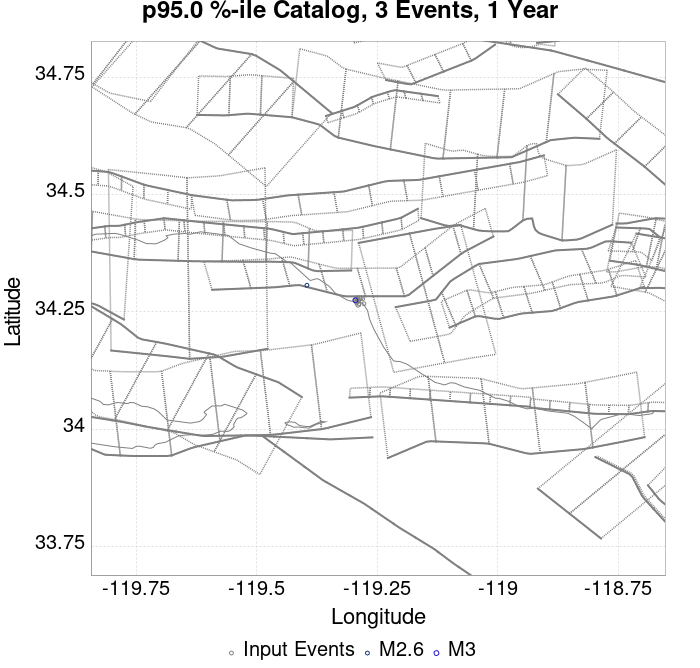 p95.0 %-ile Catalog, 3 Events, 1 Year
34.75
34.5
34.25
34
33.75
Latitude
-119.75 -119.5 -119.25 -119 -118.75
Longitude
Input Events M2.6 M3